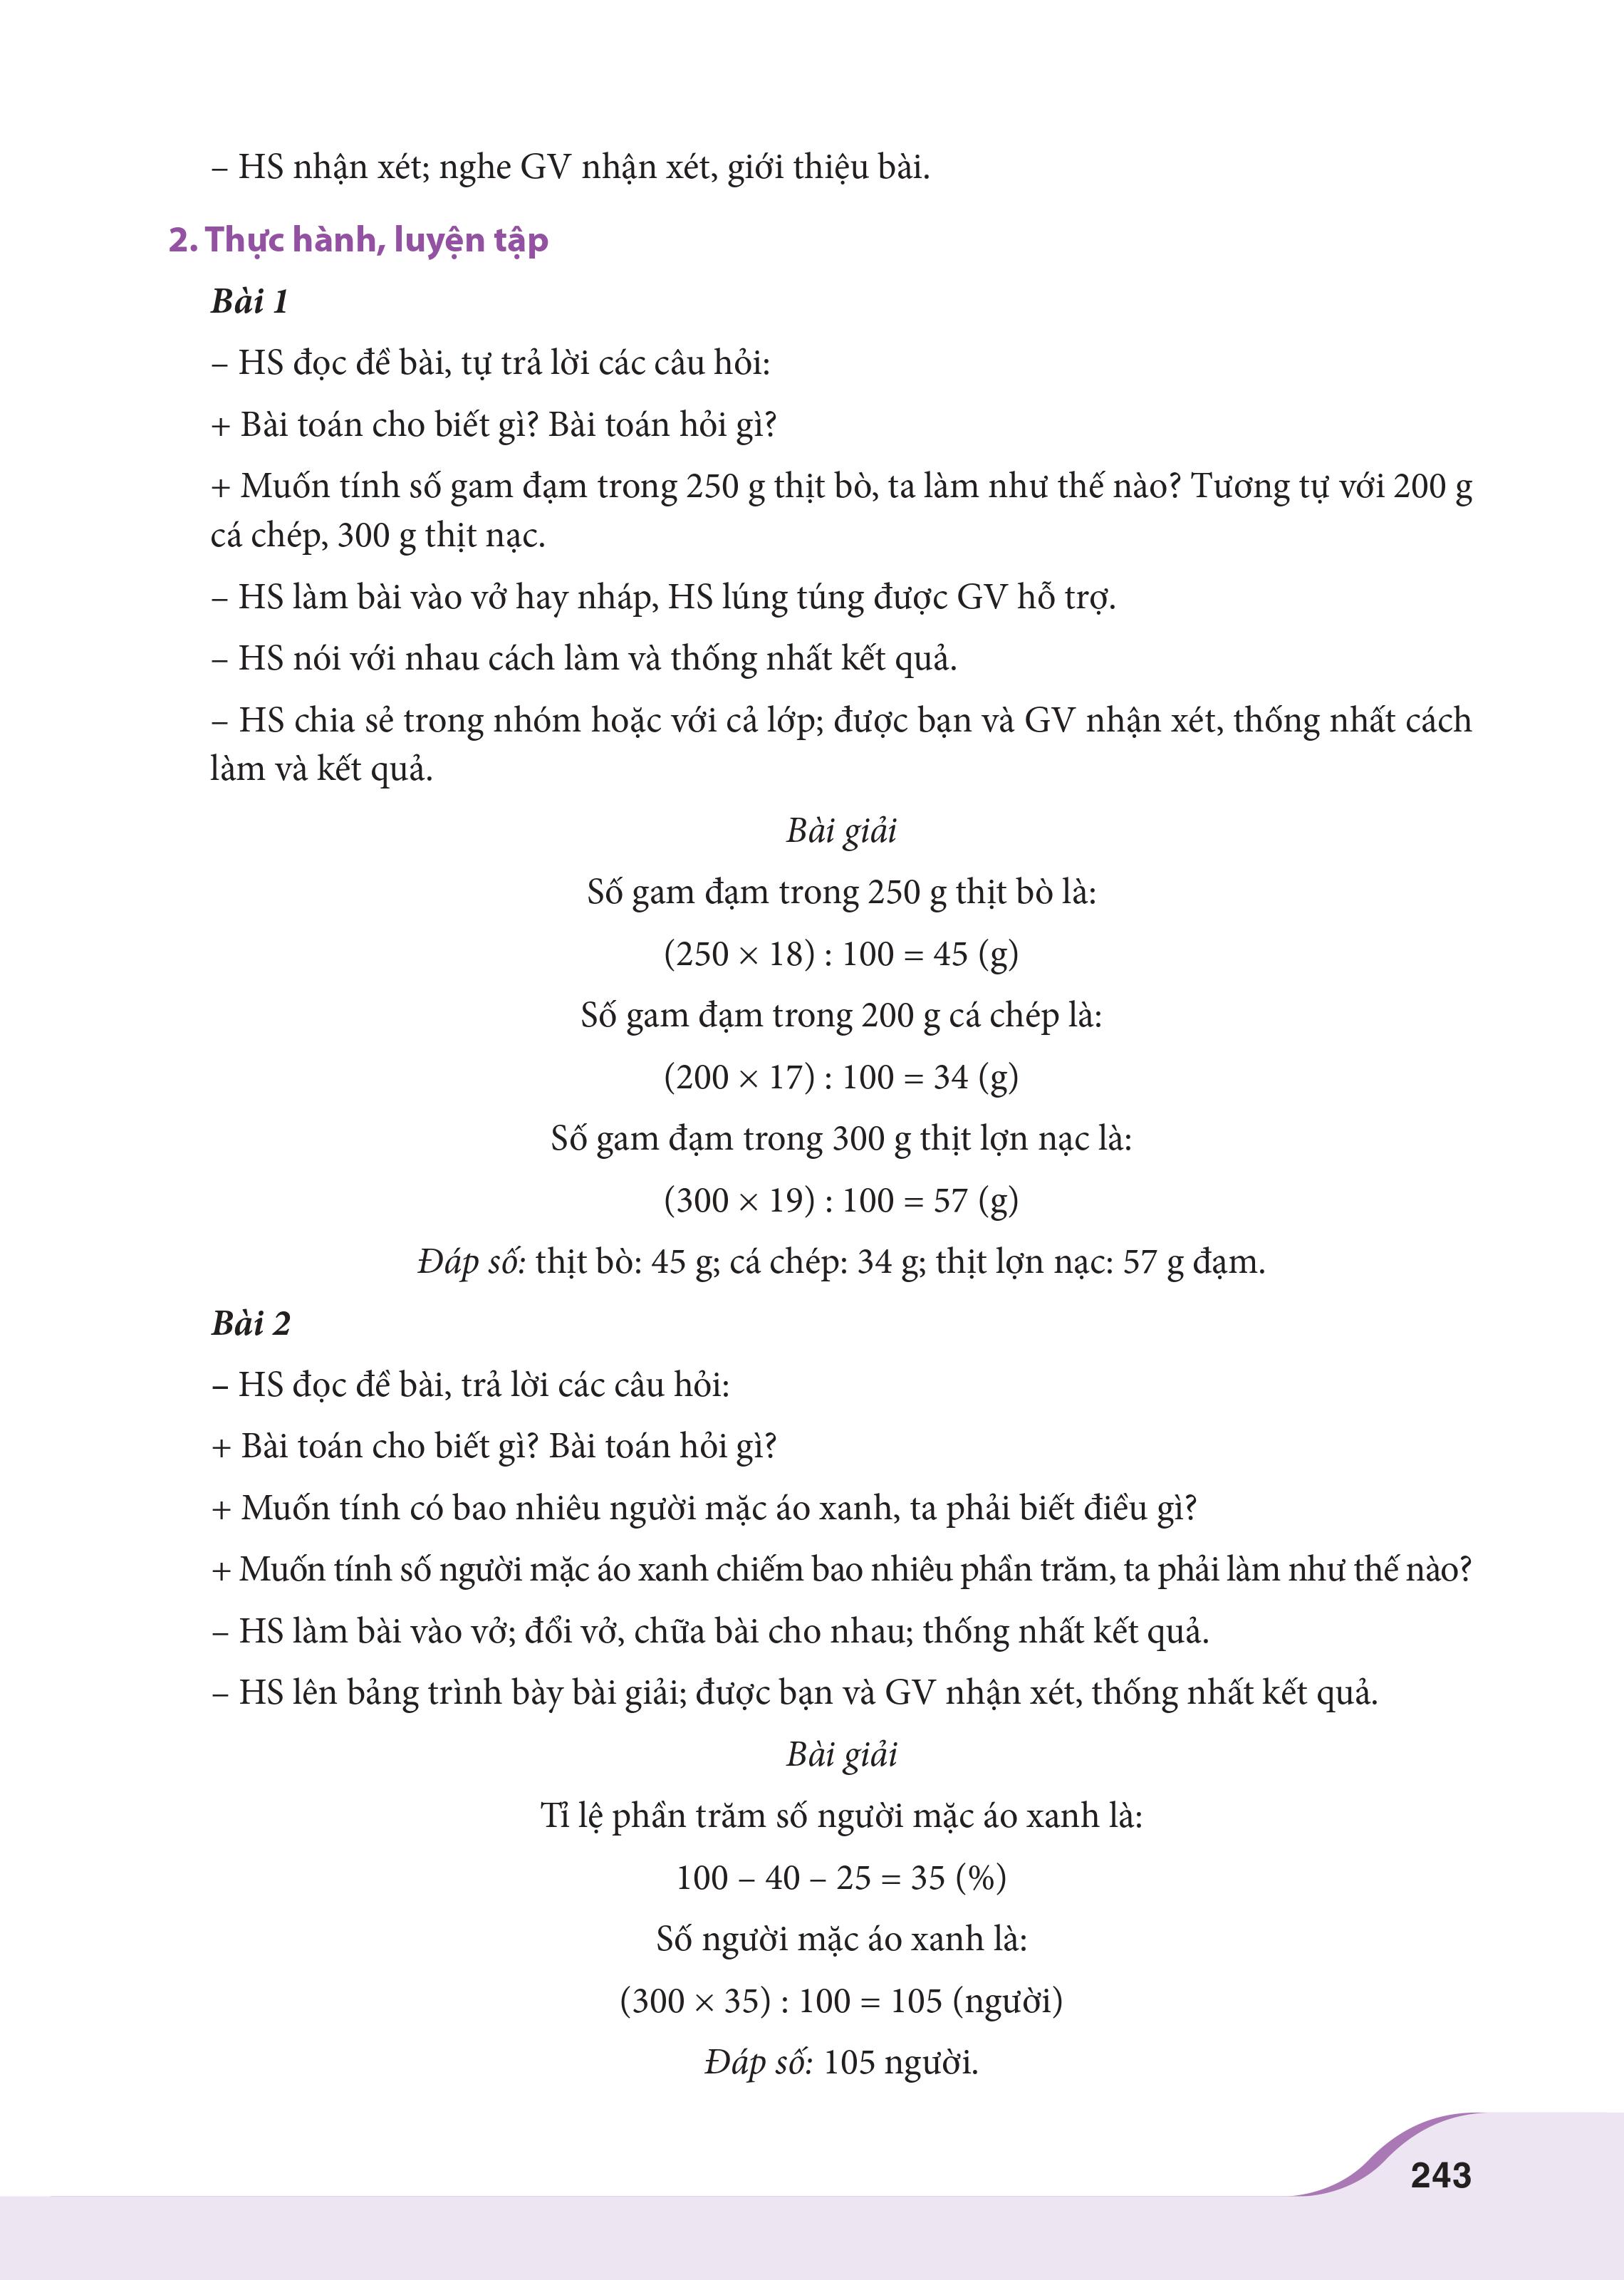 – HS nhận xét; nghe GV nhận xét, giới thiệu bài.
2. Thực hành, luyện tập
Bài 1
– HS đọc đề bài, tự trả lời các câu hỏi:
+ Bài toán cho biết gì? Bài toán hỏi gì?
+ Muốn tính số gam đạm trong 250 g thịt bò, ta làm như thế nào? Tương tự với 200 g
cá chép, 300 g thịt nạc.
– HS làm bài vào vở hay nháp, HS lúng túng được GV hỗ trợ.
– HS nói với nhau cách làm và thống nhất kết quả.
– HS chia sẻ trong nhóm hoặc với cả lớp; được bạn và GV nhận xét, thống nhất cách
làm và kết quả.
Bài giải
Số gam đạm trong 250 g thịt bò là:
(250 × 18) : 100 = 45 (g)
Số gam đạm trong 200 g cá chép là:
(200 × 17) : 100 = 34 (g)
Số gam đạm trong 300 g thịt lợn nạc là:
(300 × 19) : 100 = 57 (g)
Đáp số: thịt bò: 45 g; cá chép: 34 g; thịt lợn nạc: 57 g đạm.
Bài 2
– HS đọc đề bài, trả lời các câu hỏi:
+ Bài toán cho biết gì? Bài toán hỏi gì?
+ Muốn tính có bao nhiêu người mặc áo xanh, ta phải biết điều gì?
+ Muốn tính số người mặc áo xanh chiếm bao nhiêu phần trăm, ta phải làm như thế nào?
– HS làm bài vào vở; đổi vở, chữa bài cho nhau; thống nhất kết quả.
– HS lên bảng trình bày bài giải; được bạn và GV nhận xét, thống nhất kết quả.
Bài giải
Tỉ lệ phần trăm số người mặc áo xanh là:
100 – 40 – 25 = 35 (%)
Số người mặc áo xanh là:
(300 × 35) : 100 = 105 (người)
Đáp số: 105 người.
243